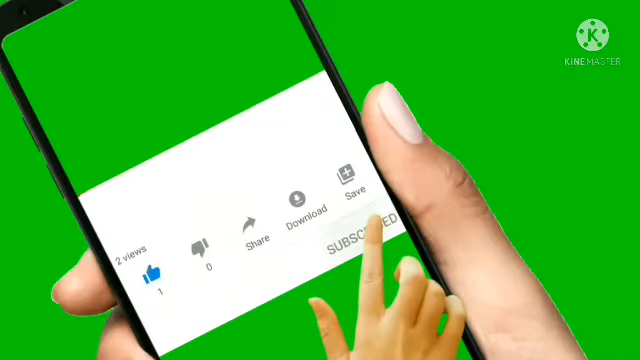 K
KINEMASTER
2 views
1
0
Share
Download
Save
SUBSCRIBED